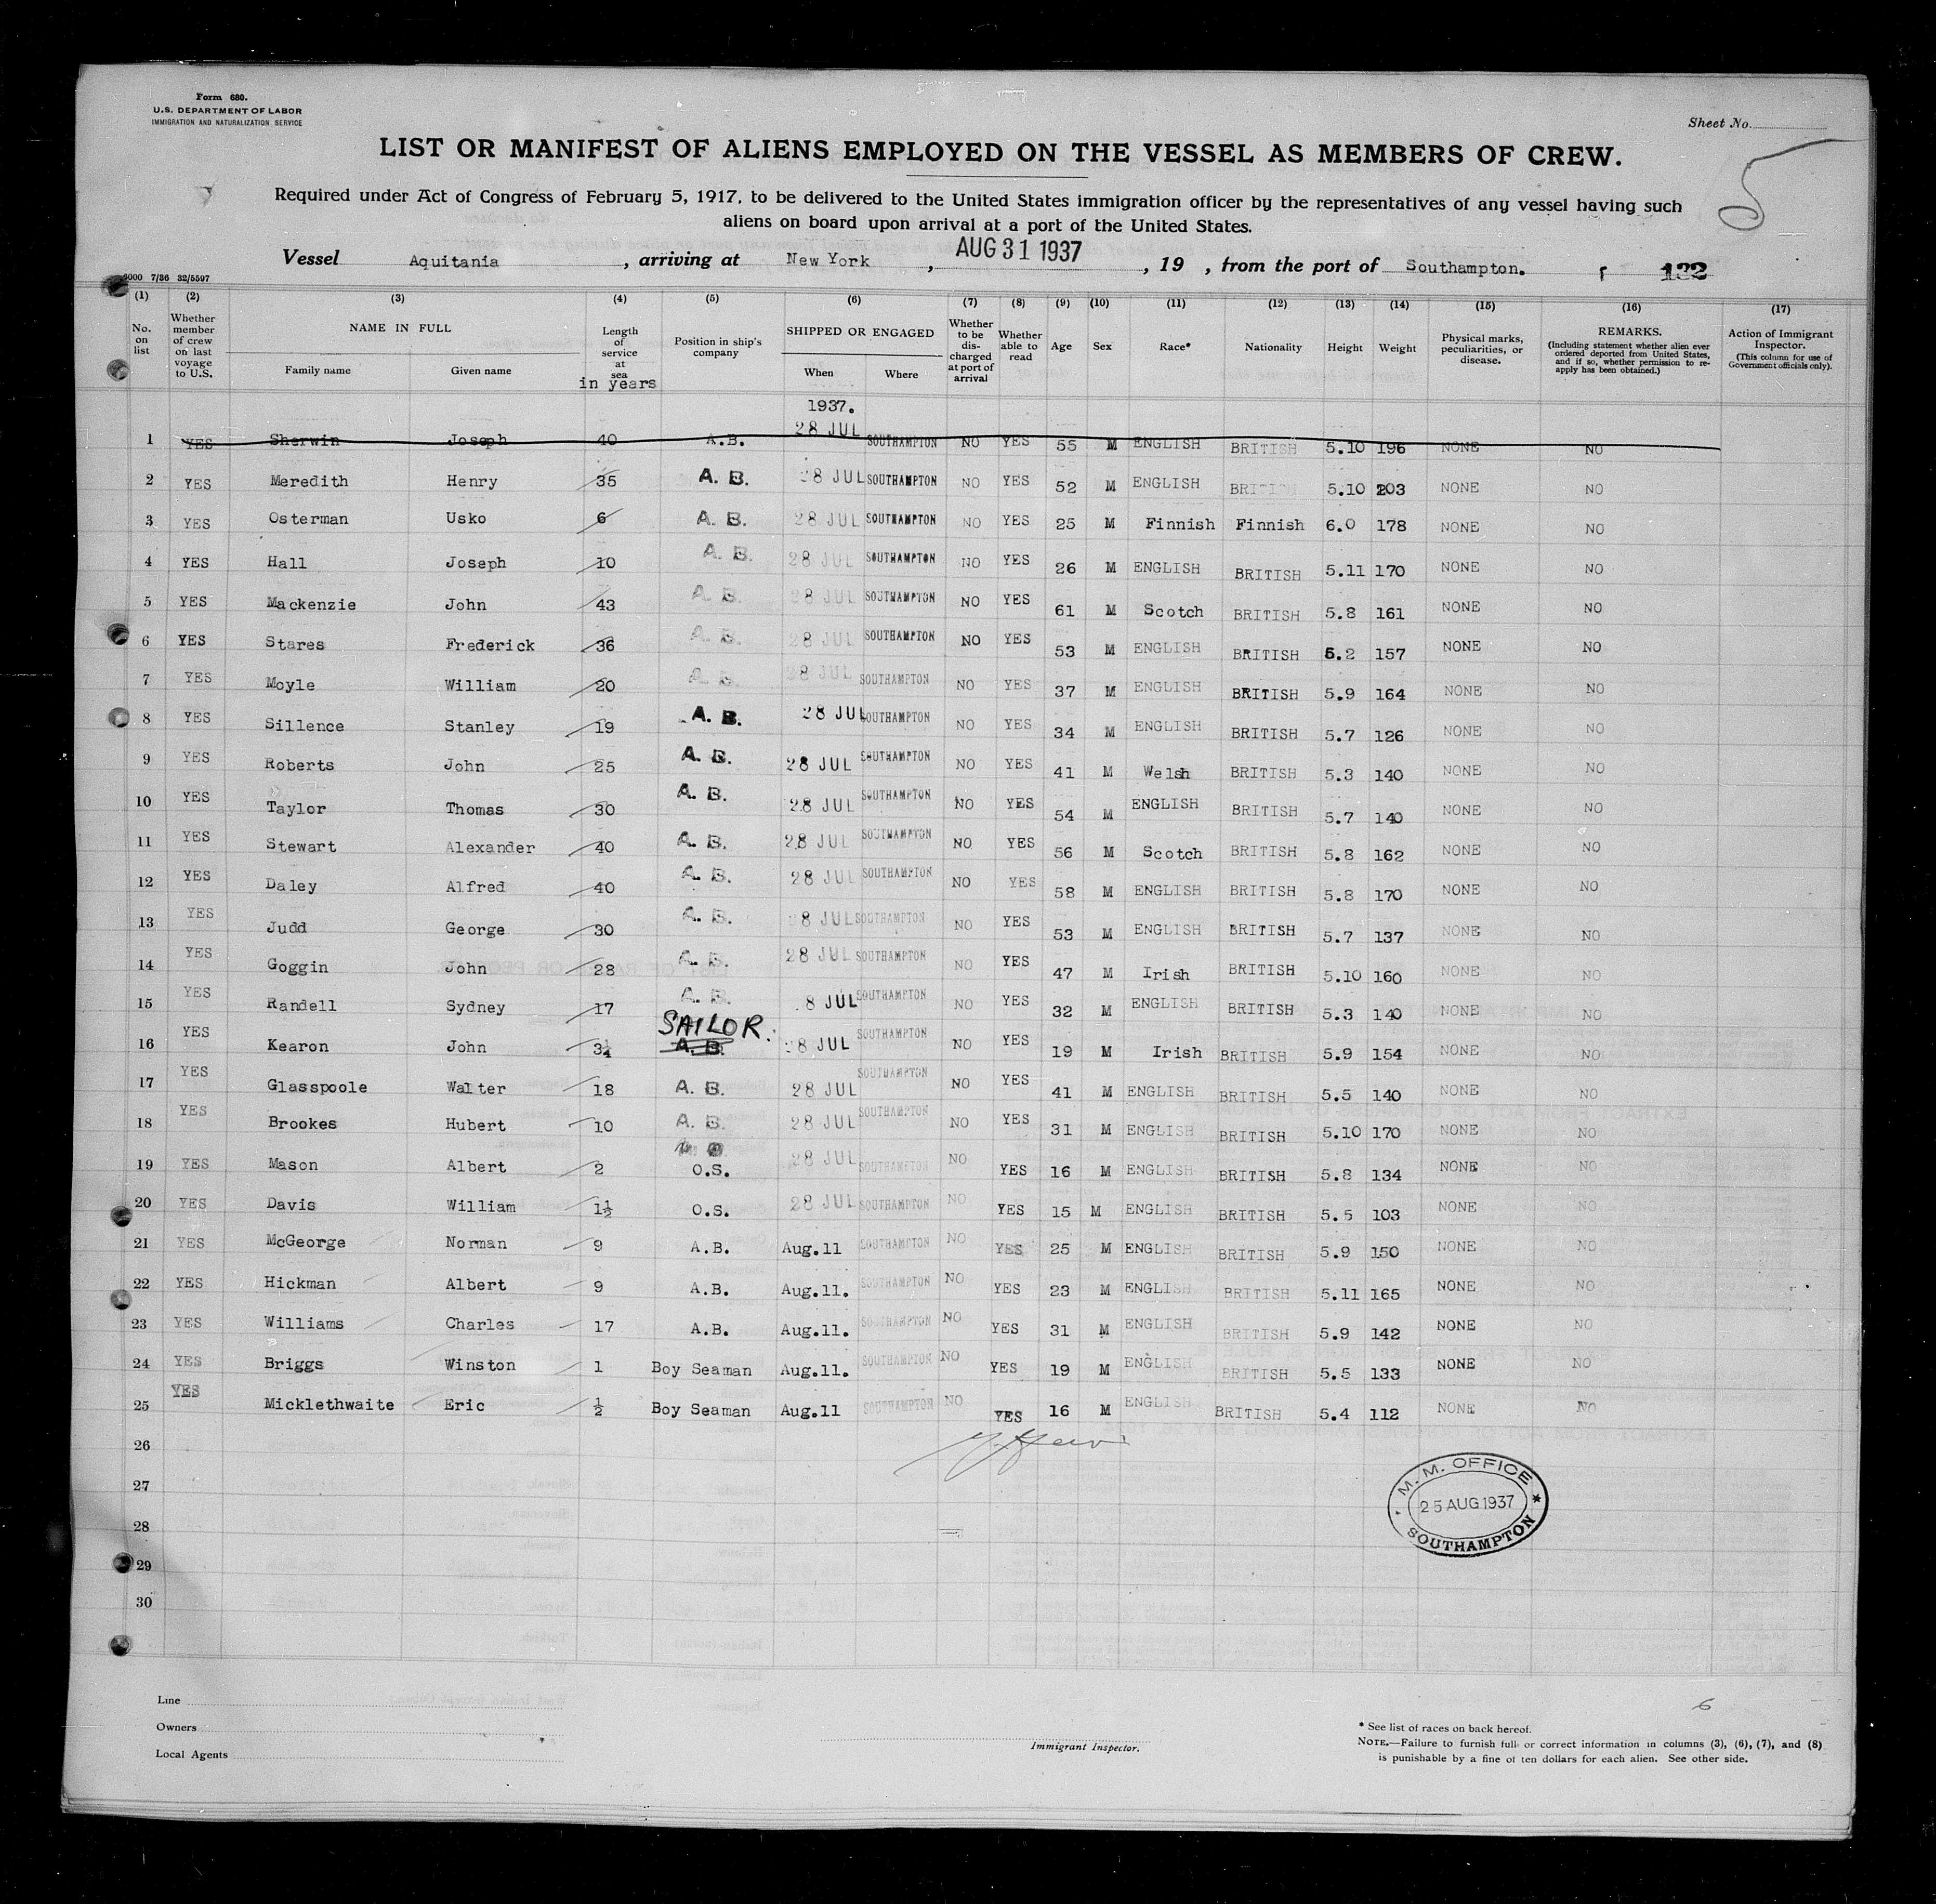 Form 680.
U.S. DEPARTMENT OF LABOR
IMMIGRATION AND NATURALIZATION SERVICE
Sheet No.
5
LIST OR MANIFEST OF ALIENS EMPLOYED ON THE VESSEL AS MEMBERS OF CREW.
Required under Act of Congress of February 5, 1917, to be delivered to the United States immigration officer by the representatives of any vessel having such
aliens on board upon arrival at a port of the United States.
Vessel Aquitania, arriving at New York, AUG 31 1937, 19 , from the port of Southampton. 132
7/36 32/5597
(1) (2) (3) (4) (5) (6) (7) (8) (9) (10) (11) (12) (13) (14) (15) (16) (17)
No. on list
Whether member of crew on last voyage to U.S.
NAME IN FULL
Family name Given name
Length of service at sea
in years
Position in ship's company
SHIPPED OR ENGAGED
When Where
Whether to be discharged at port of arrival
Whether able to read
Age Sex Race* Nationality Height Weight
Physical marks, peculiarities, or disease.
REMARKS.
(Including statement whether alien ever ordered deported from United States, and if so, whether permission to reapply has been obtained.)
Action of Immigrant Inspector.
(This column for use of Government officials only).
1937.
1 YES Sherwin Joseph 40 A.B. 28 JUL SOUTHAMPTON NO YES 55 M ENGLISH BRITISH 5.10 196 NONE NO
2 YES Meredith Henry 35 A. B. 28 JUL SOUTHAMPTON NO YES 52 M ENGLISH BRITISH 5.10 203 NONE NO
3 YES Osterman Usko 6 A. B. 28 JUL SOUTHAMPTON NO YES 25 M Finnish Finnish 6.0 178 NONE NO
4 YES Hall Joseph 10 A. B. 28 JUL SOUTHAMPTON NO YES 26 M ENGLISH BRITISH 5.11 170 NONE NO
5 YES Mackenzie John 43 A. B. 28 JUL SOUTHAMPTON NO YES 61 M Scotch BRITISH 5.8 161 NONE NO
6 YES Stares Frederick 36 A. B. 28 JUL SOUTHAMPTON NO YES 53 M ENGLISH BRITISH 5.2 157 NONE NO
7 YES Moyle William 20 A. B. 28 JUL SOUTHAMPTON NO YES 37 M ENGLISH BRITISH 5.9 164 NONE NO
8 YES Sillence Stanley 19 A. B. 28 JUL SOUTHAMPTON NO YES 34 M ENGLISH BRITISH 5.7 126 NONE NO
9 YES Roberts John 25 A. B. 28 JUL SOUTHAMPTON NO YES 41 M Welsh BRITISH 5.3 140 NONE NO
10 YES Taylor Thomas 30 A. B. 28 JUL SOUTHAMPTON NO YES 54 M ENGLISH BRITISH 5.7 140 NONE NO
11 YES Stewart Alexander 40 A. B. 28 JUL SOUTHAMPTON NO YES 56 M Scotch BRITISH 5.8 162 NONE NO
12 YES Daley Alfred 40 A. B. 28 JUL SOUTHAMPTON NO YES 58 M ENGLISH BRITISH 5.8 170 NONE NO
13 YES Judd George 30 A. B. 28 JUL SOUTHAMPTON NO YES 53 M ENGLISH BRITISH 5.7 137 NONE NO
14 YES Goggin John 28 A. B. 28 JUL SOUTHAMPTON NO YES 47 M Irish BRITISH 5.10 160 NONE NO
15 YES Randell Sydney 17 A. B. 8 JUL SOUTHAMPTON NO YES 32 M ENGLISH BRITISH 5.3 140 NONE NO
SAILOR.
16 YES Kearon John 3¼ A.B. 28 JUL SOUTHAMPTON NO YES 19 M Irish BRITISH 5.9 154 NONE NO
17 YES Glasspoole Walter 18 A. B. 28 JUL SOUTHAMPTON NO YES 41 M ENGLISH BRITISH 5.5 140 NONE NO
18 YES Brookes Hubert 10 A. B. 28 JUL SOUTHAMPTON NO YES 31 M ENGLISH BRITISH 5.10 170 NONE NO
19 YES Mason Albert 2 O.S. 28 JUL SOUTHAMPTON NO YES 16 M ENGLISH BRITISH 5.8 134 NONE NO
20 YES Davis William 1½ O.S. 28 JUL SOUTHAMPTON NO YES 15 M ENGLISH BRITISH 5.5 103 NONE NO
21 YES McGeorge Norman 9 A.B. Aug.11 SOUTHAMPTON NO YES 25 M ENGLISH BRITISH 5.9 150 NONE NO
22 YES Hickman Albert 9 A.B. Aug.11. SOUTHAMPTON NO YES 23 M ENGLISH BRITISH 5.11 165 NONE NO
23 YES Williams Charles 17 A.B. Aug.11. SOUTHAMPTON NO YES 31 M ENGLISH BRITISH 5.9 142 NONE NO
24 YES Briggs Winston 1 Boy Seaman Aug.11. SOUTHAMPTON NO YES 19 M ENGLISH BRITISH 5.5 133 NONE NO
25 YES Micklethwaite Eric ½ Boy Seaman Aug.11 SOUTHAMPTON NO YES 16 M ENGLISH BRITISH 5.4 112 NONE NO
26
27
28
29
30
M. M. OFFICE
25 AUG 1937
SOUTHAMPTON
6
Line
Owners
Local Agents
Immigrant Inspector.
* See list of races on back hereof.
NOTE.—Failure to furnish full or correct information in columns (3), (6), (7), and (8)
is punishable by a fine of ten dollars for each alien. See other side.